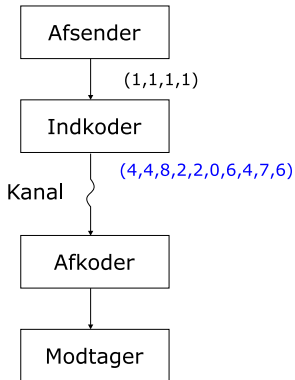 Afsender
(1,1,1,1)
Indkoder
(4,4,8,2,2,0,6,4,7,6)
Kanal
Afkoder
Modtager